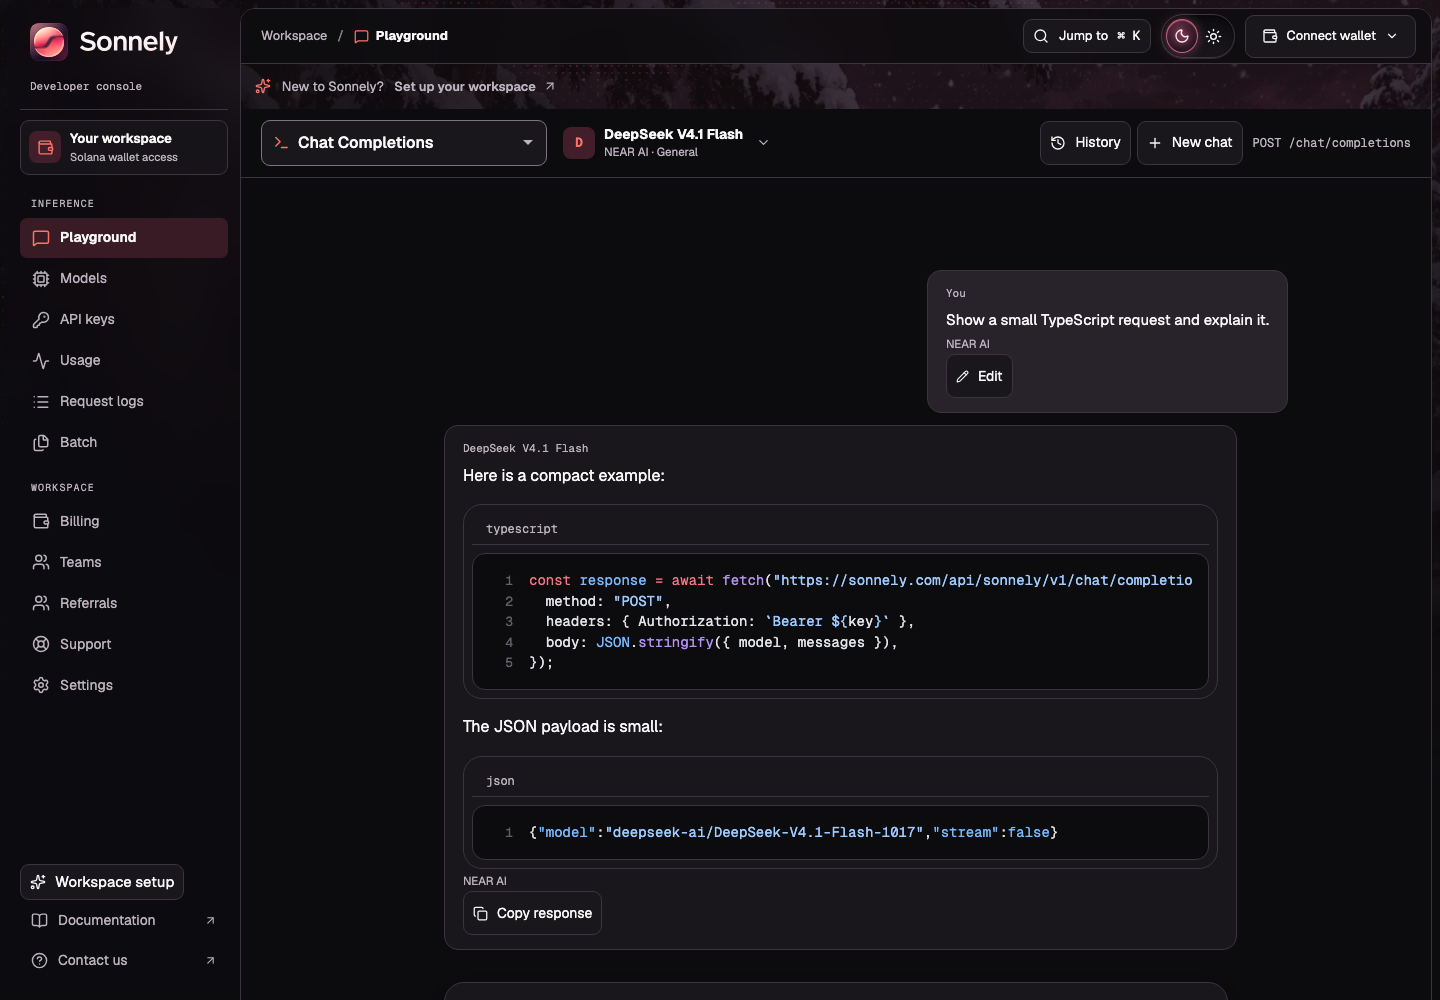 Sonnely
Developer console
Your workspace
Solana wallet access
INFERENCE
Playground
Models
API keys
Usage
Request logs
Batch
WORKSPACE
Billing
Teams
Referrals
Support
Settings
Workspace setup
Documentation
Contact us
Workspace / Playground
Jump to ⌘ K
Connect wallet
New to Sonnely? Set up your workspace
Chat Completions
D
DeepSeek V4.1 Flash
NEAR AI · General
History
New chat
POST /chat/completions
You
Show a small TypeScript request and explain it.
NEAR AI
Edit
DeepSeek V4.1 Flash
Here is a compact example:
typescript
1 const response = await fetch("https://sonnely.com/api/sonnely/v1/chat/completio
2 method: "POST",
3 headers: { Authorization: `Bearer ${key}` },
4 body: JSON.stringify({ model, messages }),
5 });
The JSON payload is small:
json
1 {"model":"deepseek-ai/DeepSeek-V4.1-Flash-1017","stream":false}
NEAR AI
Copy response